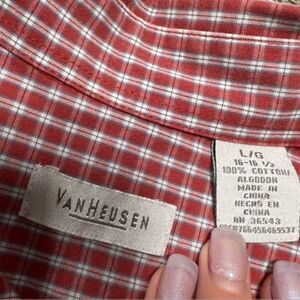 VANHEUSEN
L/G
16-16 1/2
100% COTTON/
ALGODON
MADE IN
CHINA
HECHO EN
CHINA
RN 36543